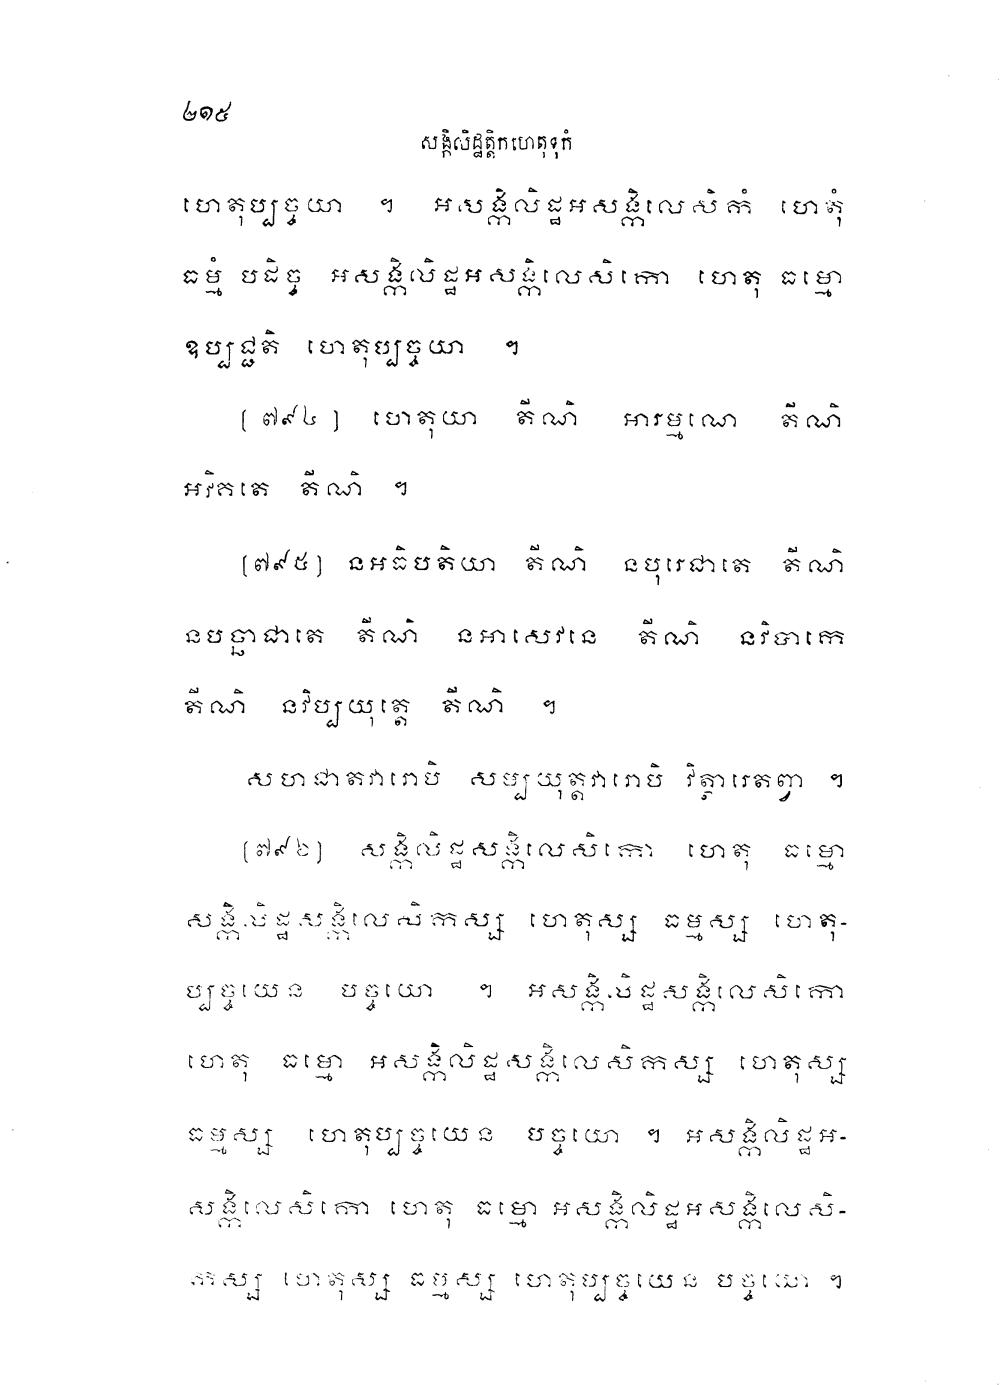 ២១៥
សង្កិលិដ្ឋត្តិកហេតុទុកំ
ហេតុប្បច្ចយា ។ អសង្កិលិដ្ឋអសង្កិលេសិកំ ហេតុំ
ធម្មំ បដិច្ច អសង្កិលិដ្ឋអសង្កិលេសិកោ ហេតុ ធម្មោ
ឧប្បជ្ជតិ ហេតុប្បច្ចយា ។
[៧៩៤] ហេតុយា តីណិ អារម្មណេ តីណិ
អវិគតេ តីណិ ។
[៧៩៥] នអធិបតិយា តីណិ នបុរេជាតេ តីណិ
នបច្ឆាជាតេ តីណិ នអាសេវនេ តីណិ នវិបាកេ
តីណិ នវិប្បយុត្តេ តីណិ ។
សហជាតវារោបិ សម្បយុត្តវារោបិ វិត្ថារេតព្វា ។
[៧៩៦] សង្កិលិដ្ឋសង្កិលេសិកោ ហេតុ ធម្មោ
សង្កិលិដ្ឋសង្កិលេសិកស្ស ហេតុស្ស ធម្មស្ស ហេតុ-
ប្បច្ចយេន បច្ចយោ ។ អសង្កិលិដ្ឋសង្កិលេសិកោ
ហេតុ ធម្មោ អសង្កិលិដ្ឋសង្កិលេសិកស្ស ហេតុស្ស
ធម្មស្ស ហេតុប្បច្ចយេន បច្ចយោ ។ អសង្កិលិដ្ឋអ-
សង្កិលេសិកោ ហេតុ ធម្មោ អសង្កិលិដ្ឋអសង្កិលេសិ-
កស្ស ហេតុស្ស ធម្មស្ស ហេតុប្បច្ចយេន បច្ចយោ ។